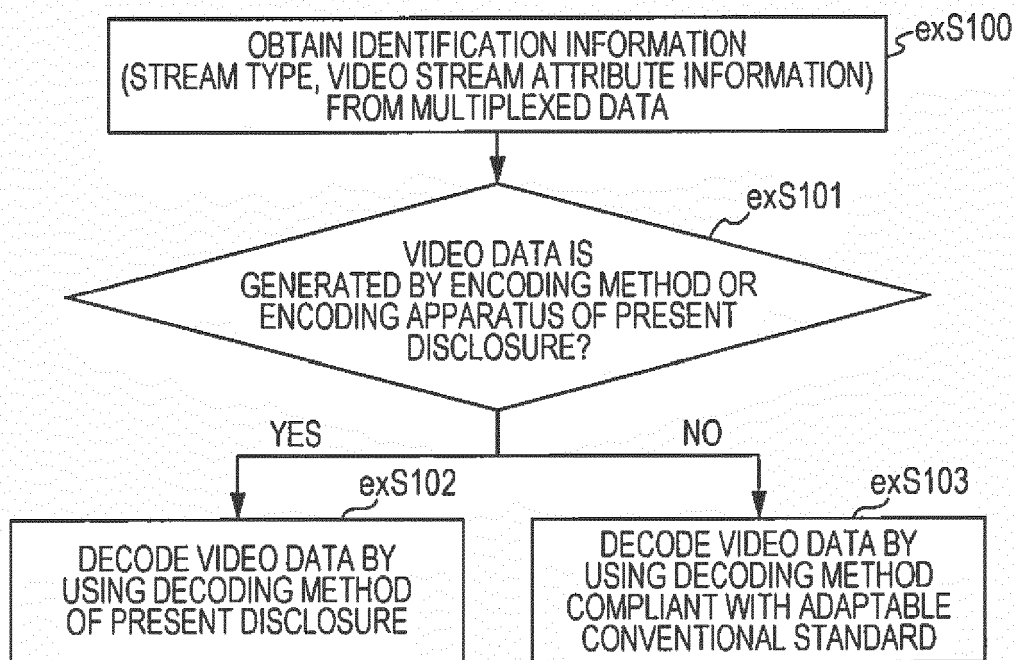 exS100
OBTAIN IDENTIFICATION INFORMATION
(STREAM TYPE, VIDEO STREAM ATTRIBUTE INFORMATION)
FROM MULTIPLEXED DATA
exS101
VIDEO DATA IS
GENERATED BY ENCODING METHOD OR
ENCODING APPARATUS OF PRESENT
DISCLOSURE?
YES
NO
exS102
DECODE VIDEO DATA BY
USING DECODING METHOD
OF PRESENT DISCLOSURE
exS103
DECODE VIDEO DATA BY
USING DECODING METHOD
COMPLIANT WITH ADAPTABLE
CONVENTIONAL STANDARD